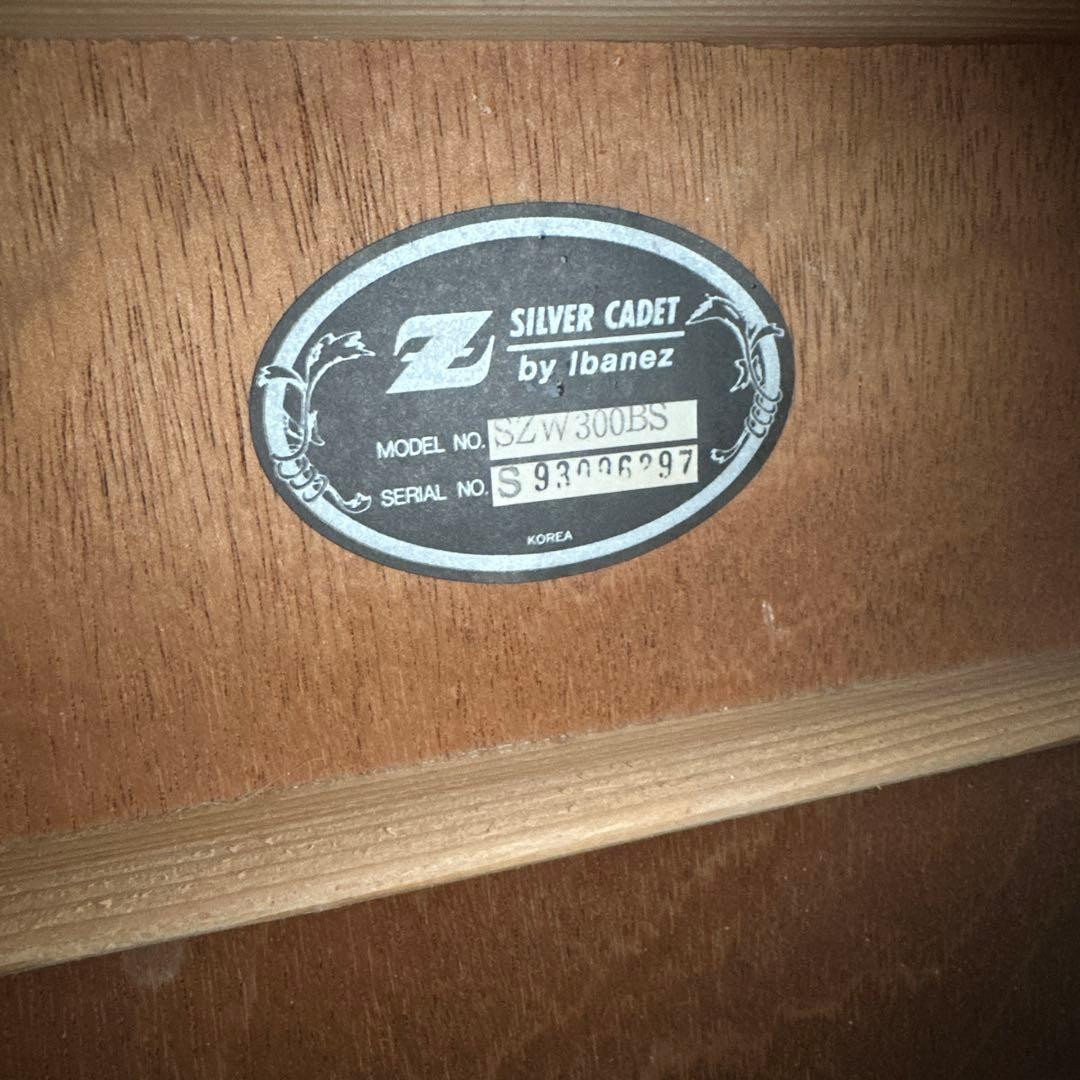 Z SILVER CADET
by Ibanez
MODEL NO. SZW300BS
SERIAL NO.
KOREA